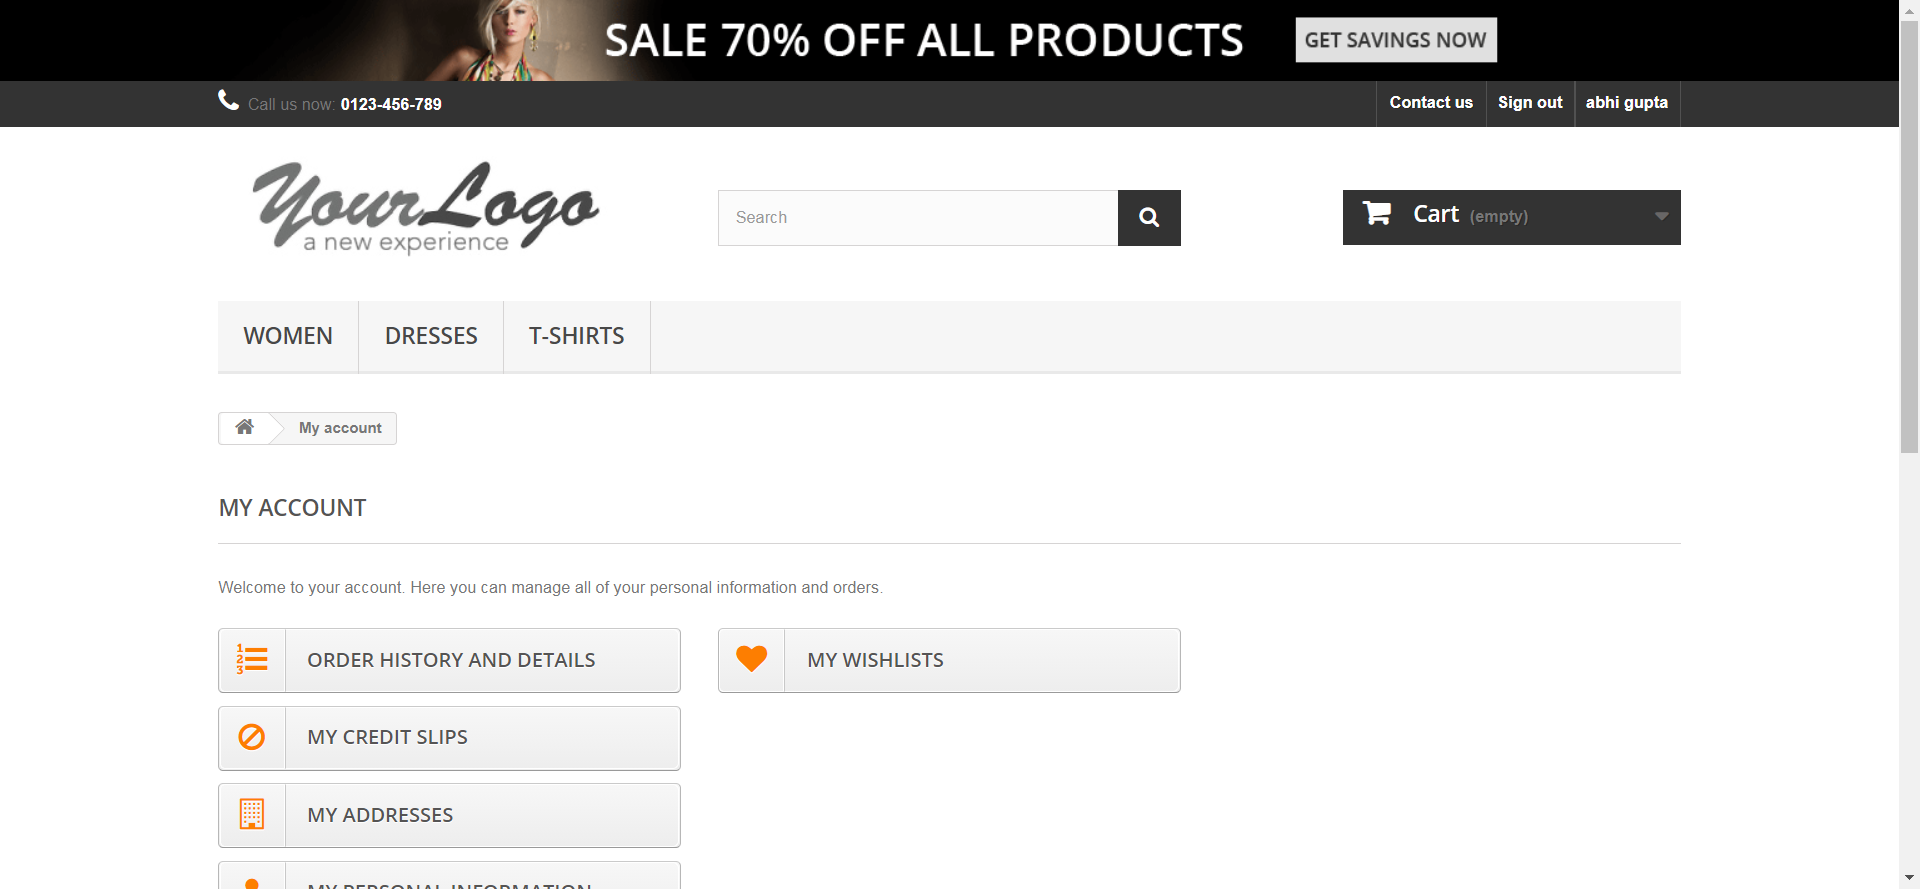 SALE 70% OFF ALL PRODUCTS GET SAVINGS NOW
Call us now: 0123-456-789
Contact us Sign out abhi gupta
YourLogo
a new experience
Search
Cart (empty)
WOMEN DRESSES T-SHIRTS
My account
MY ACCOUNT
Welcome to your account. Here you can manage all of your personal information and orders.
ORDER HISTORY AND DETAILS
MY WISHLISTS
MY CREDIT SLIPS
MY ADDRESSES
MY PERSONAL INFORMATION